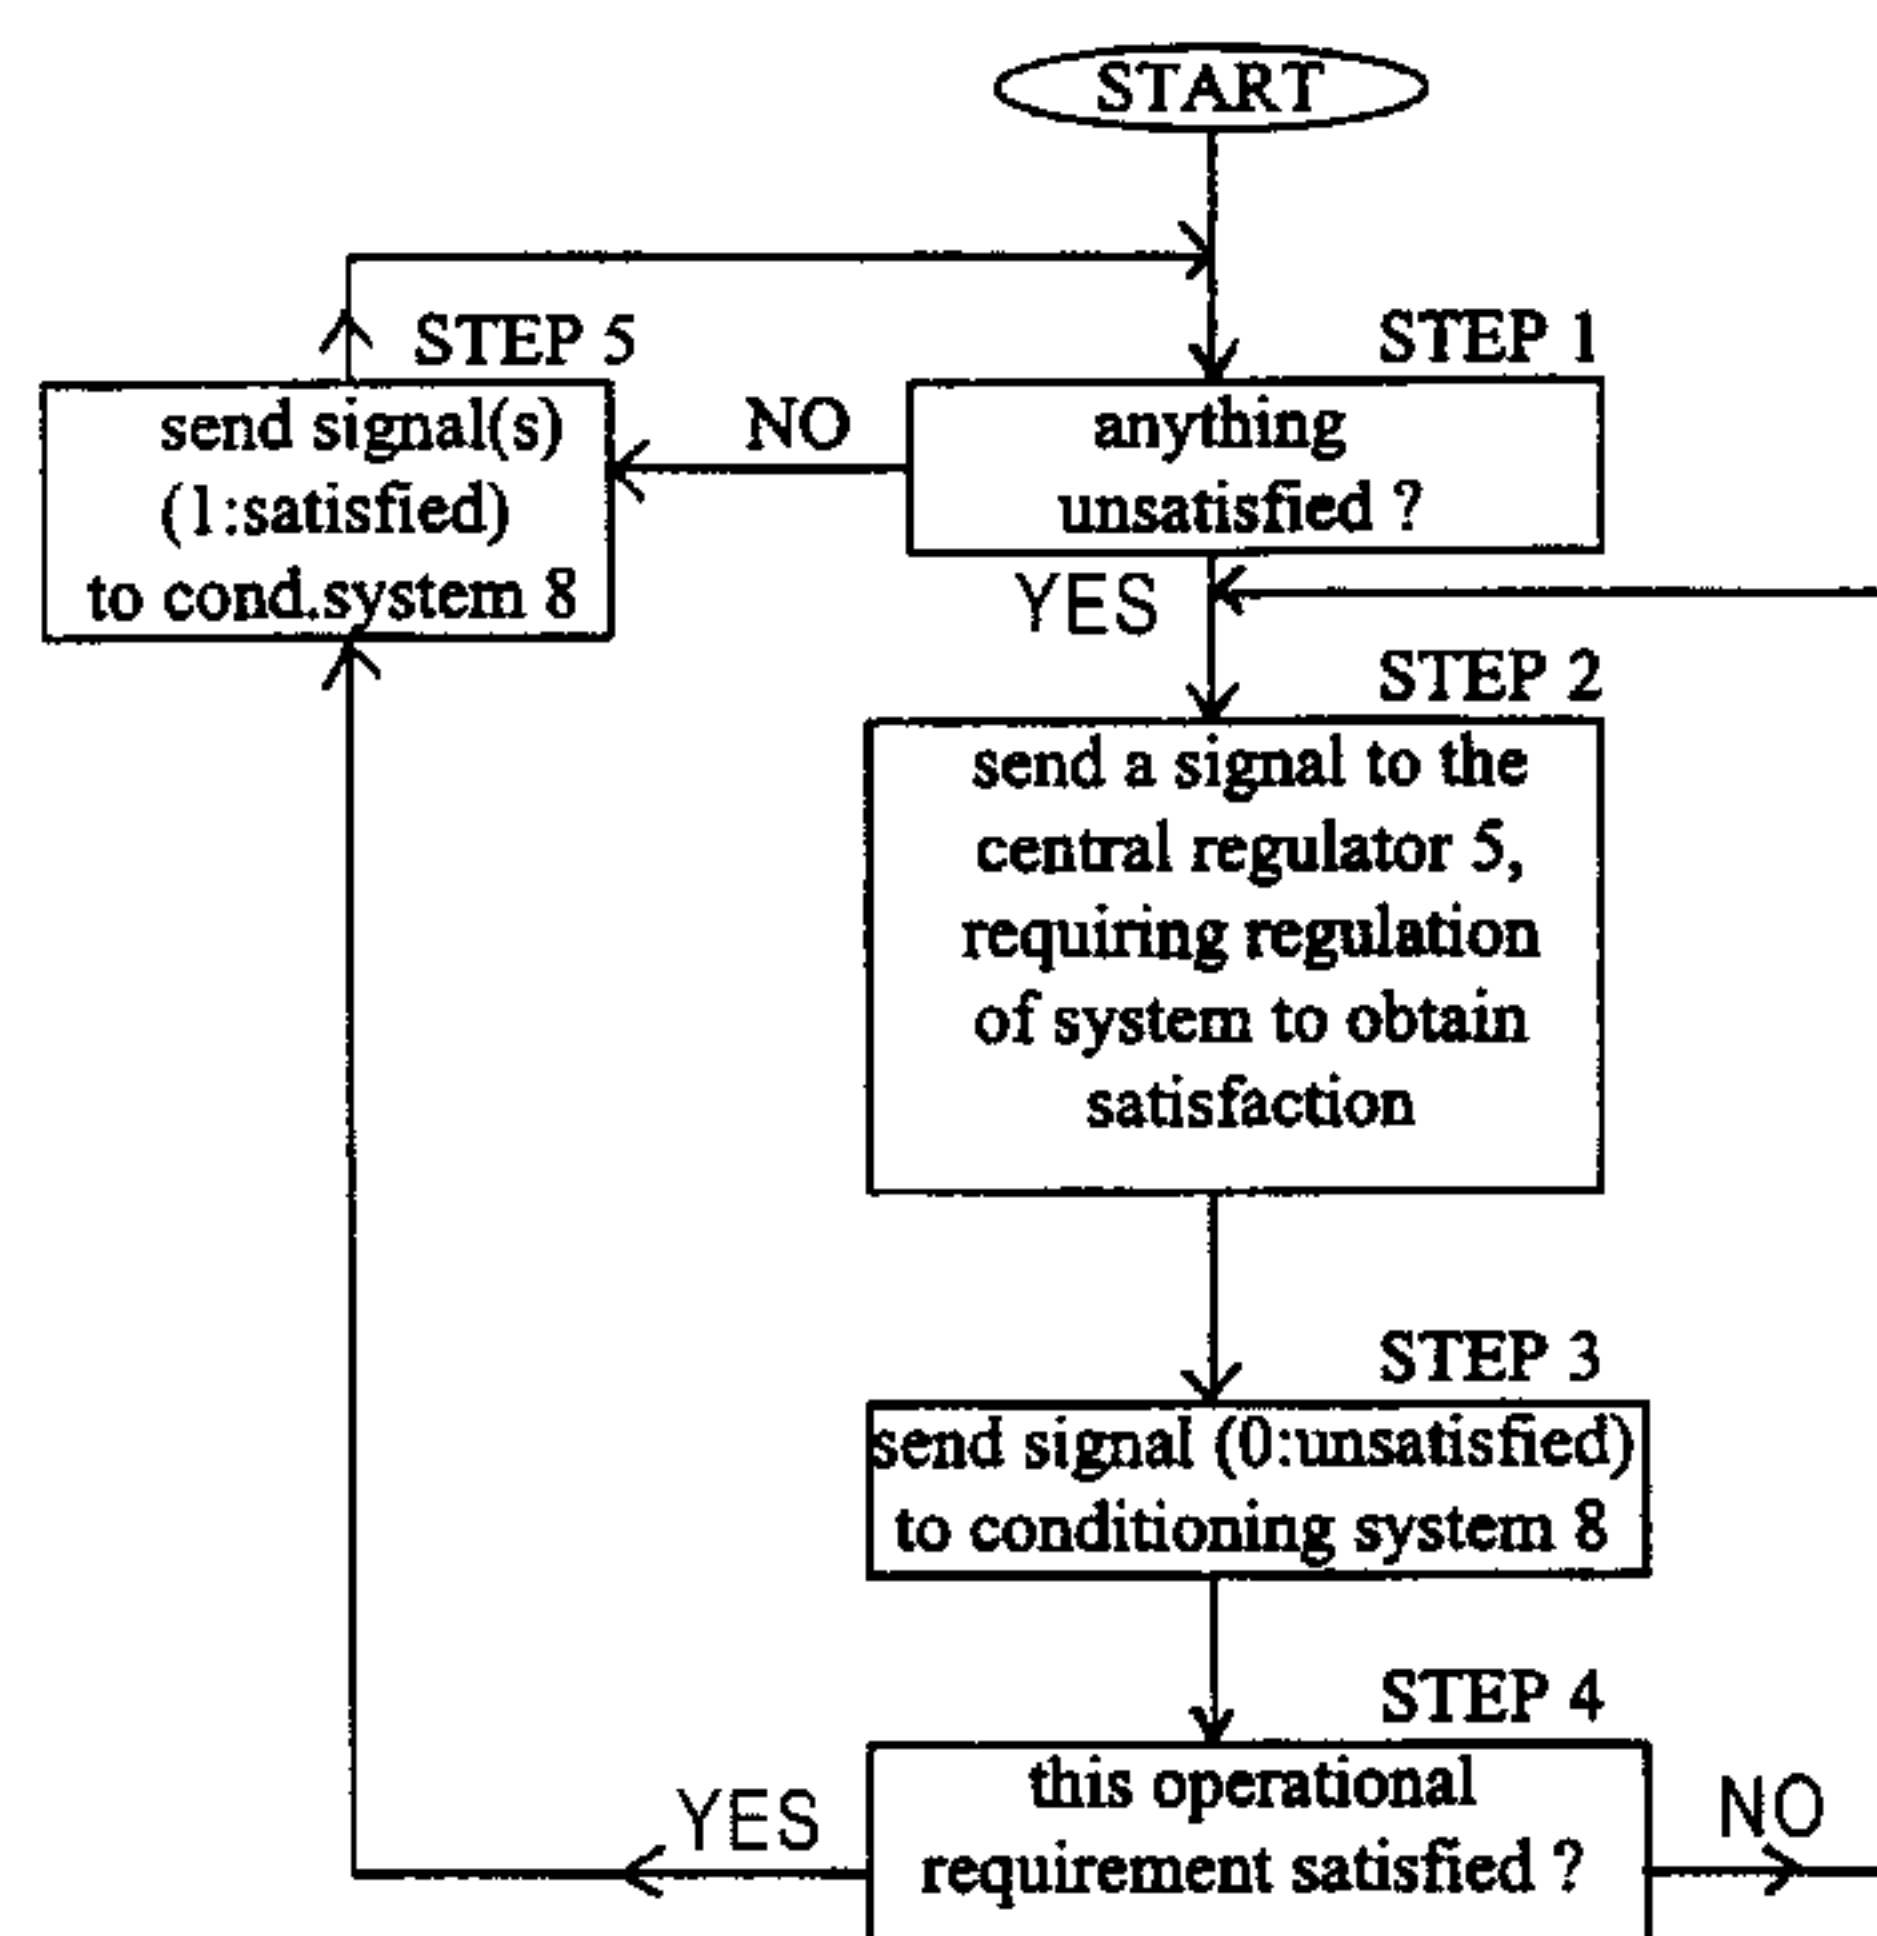 START
STEP 5
STEP 1
send signal(s)
(1:satisfied)
to cond.system 8
NO
anything
unsatisfied ?
YES
STEP 2
send a signal to the
central regulator 5,
requiring regulation
of system to obtain
satisfaction
STEP 3
send signal (0:unsatisfied)
to conditioning system 8
STEP 4
this operational
requirement satisfied ?
YES
NO